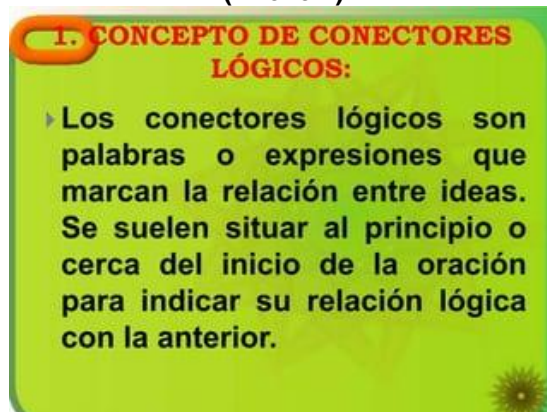 1. CONCEPTO DE CONECTORES
LÓGICOS:
Los conectores lógicos son
palabras o expresiones que
marcan la relación entre ideas.
Se suelen situar al principio o
cerca del inicio de la oración
para indicar su relación lógica
con la anterior.